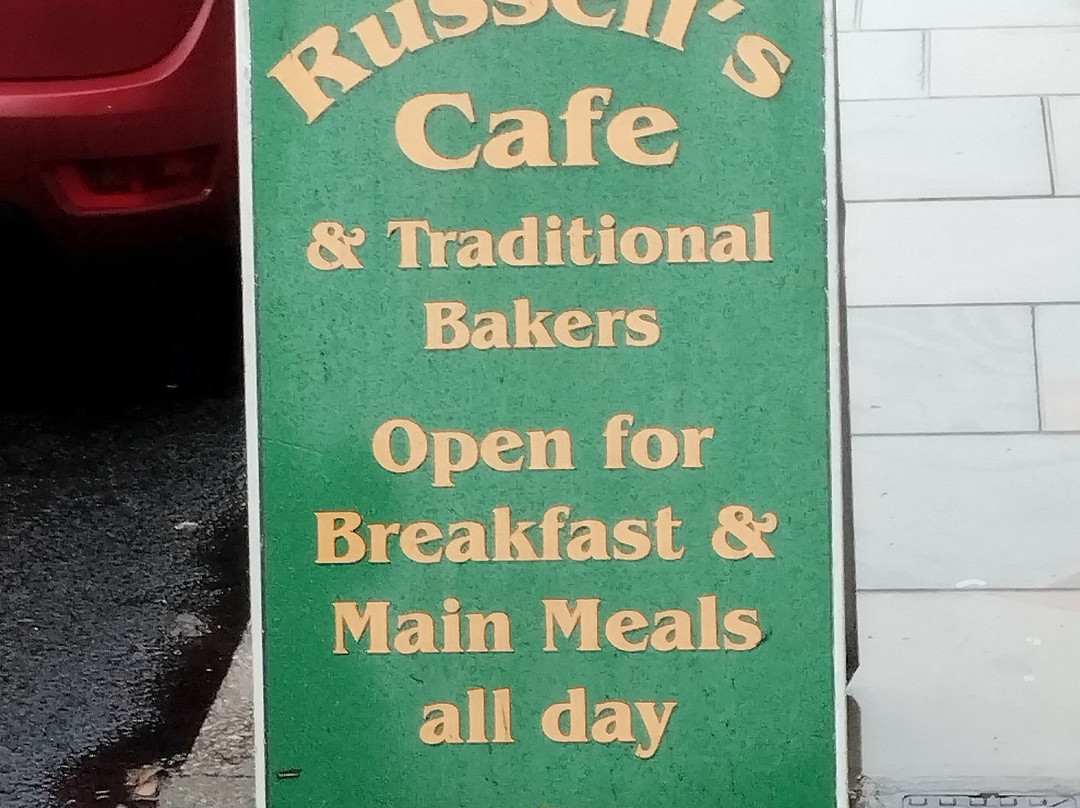 Russell's
Cafe
& Traditional
Bakers
Open for
Breakfast &
Main Meals
all day